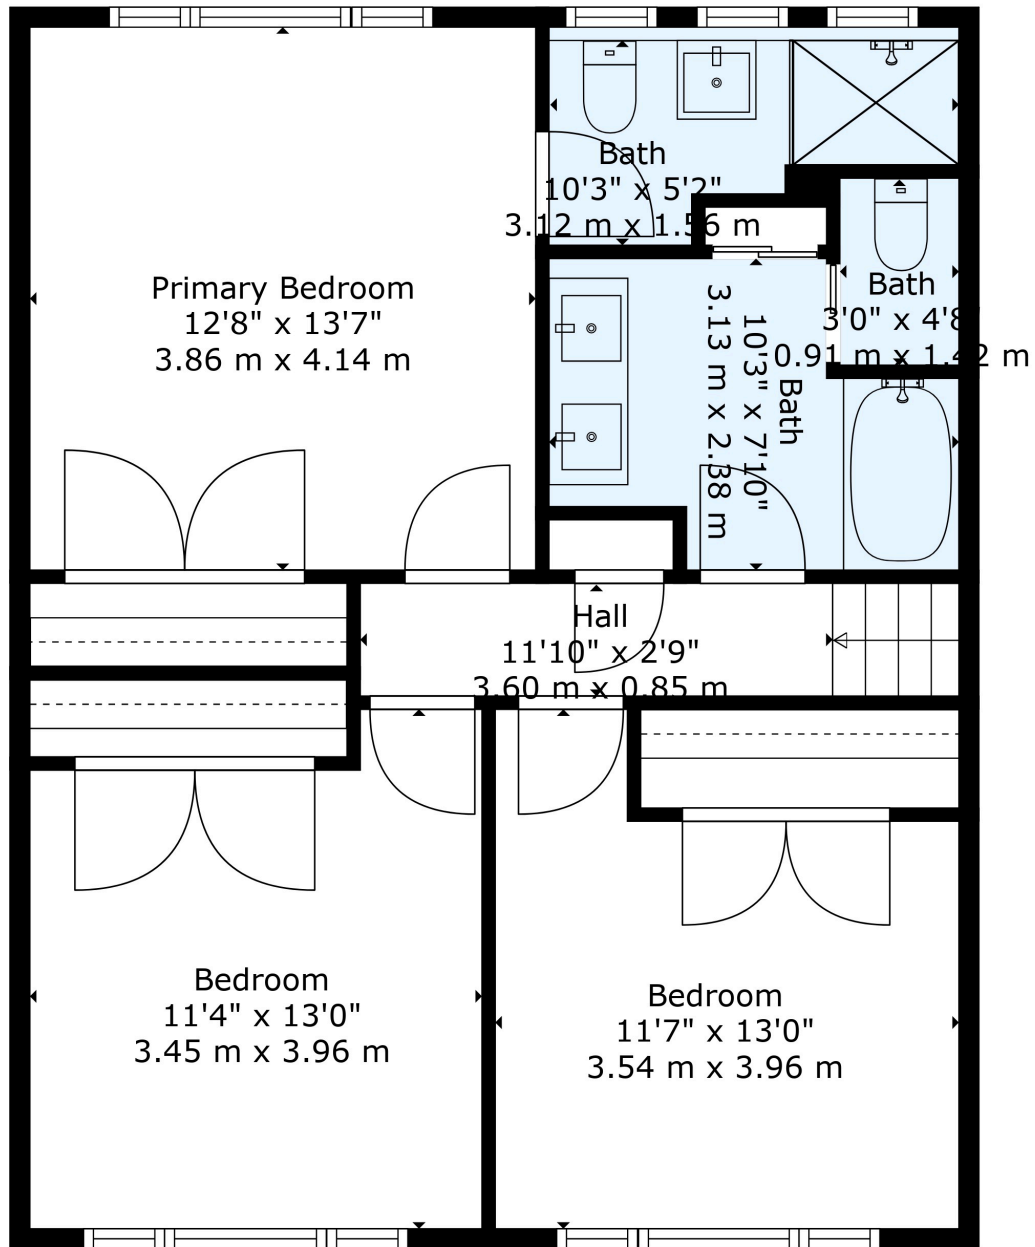 Bath
10'3" x 5'2"
3.12 m x 1.56 m
Primary Bedroom
12'8" x 13'7"
3.86 m x 4.14 m
Bath
3'0" x 4'8"
0.91 m x 1.42 m
Bath
10'3" x 7'10"
3.13 m x 2.38 m
Hall
11'10" x 2'9"
3.60 m x 0.85 m
Bedroom
11'4" x 13'0"
3.45 m x 3.96 m
Bedroom
11'7" x 13'0"
3.54 m x 3.96 m